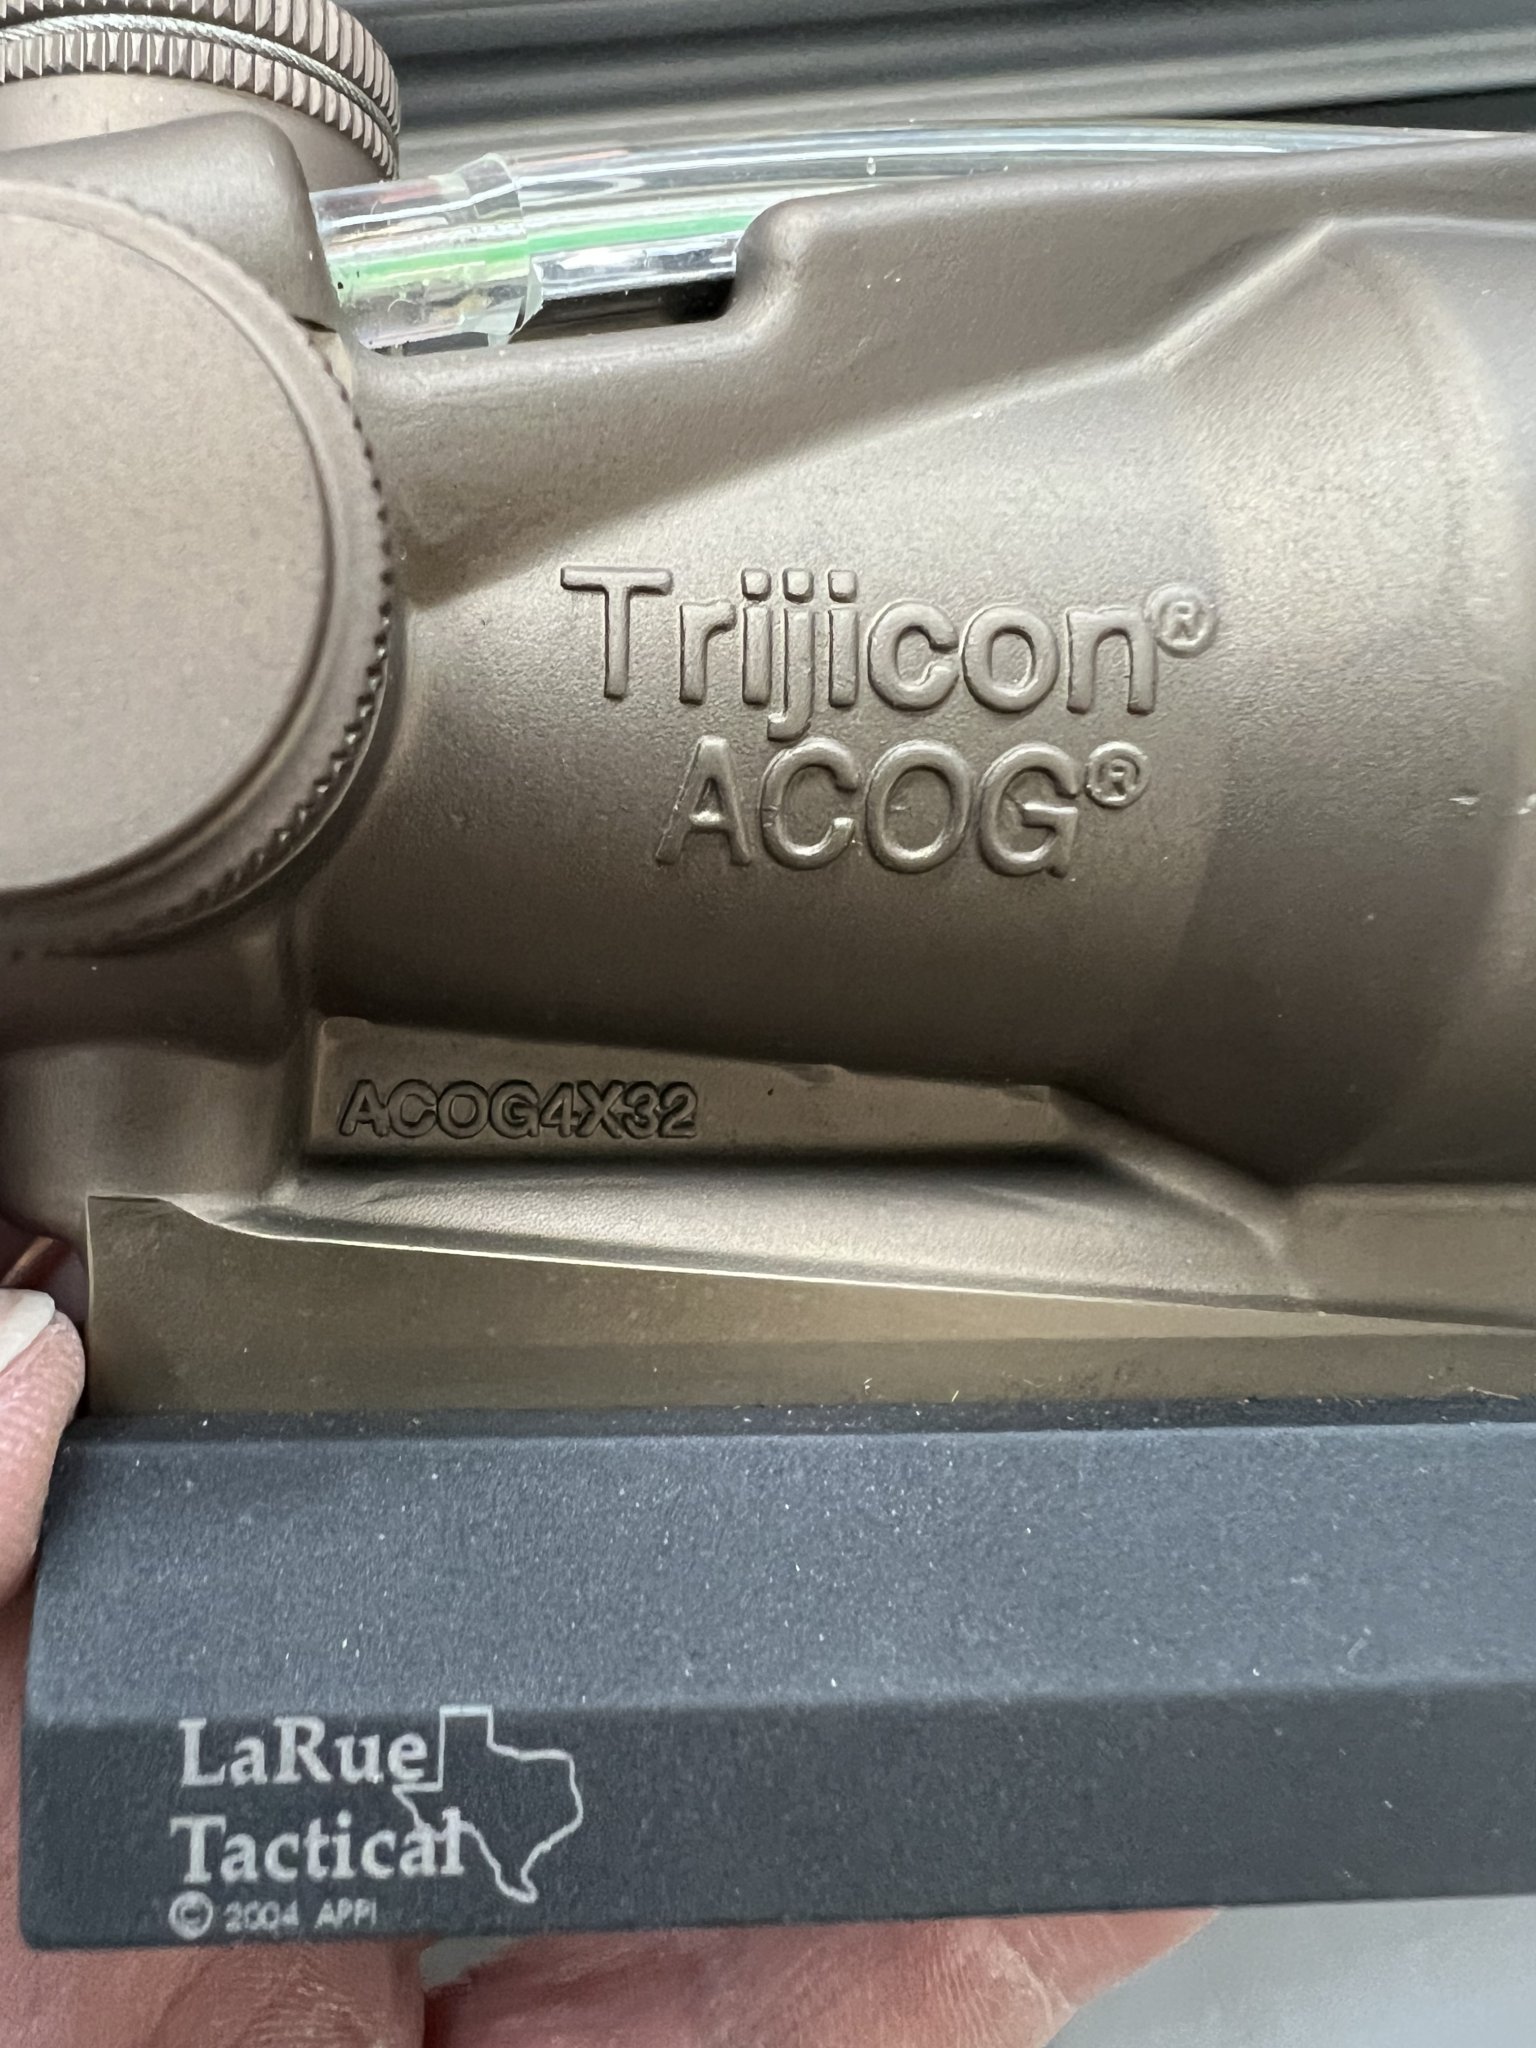 Trijicon®
ACOG®
ACOG4X32
LaRue
Tactical
© 2004 APPI